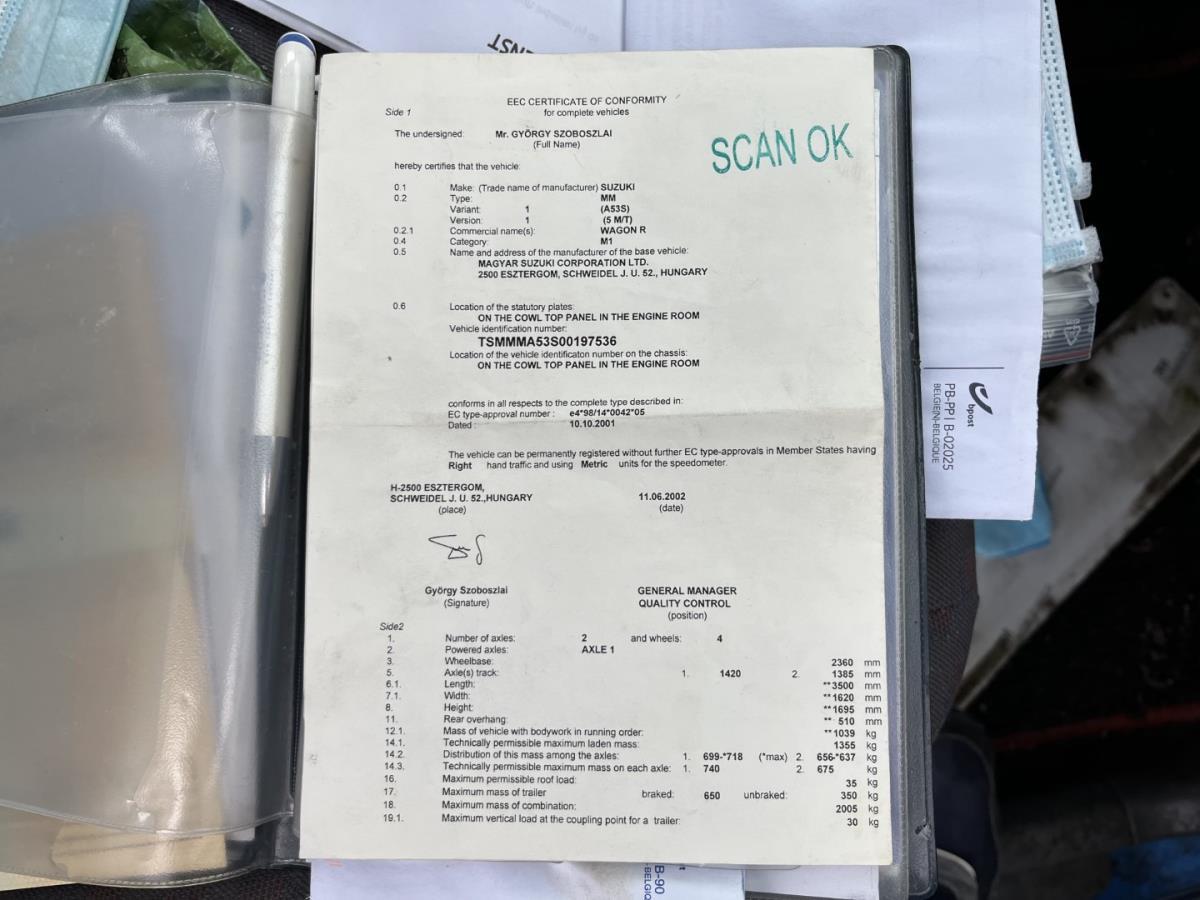 ENST
EEC CERTIFICATE OF CONFORMITY
Side 1 for complete vehicles
The undersigned: Mr. GYÖRGY SZOBOSZLAI
(Full Name)
SCAN OK
hereby certifies that the vehicle:
0.1 Make: (Trade name of manufacturer) SUZUKI
0.2 Type: MM
Variant: 1 (A53S)
Version: 1 (5 M/T)
0.2.1 Commercial name(s): WAGON R
0.4 Category: M1
0.5 Name and address of the manufacturer of the base vehicle:
MAGYAR SUZUKI CORPORATION LTD.
2500 ESZTERGOM, SCHWEIDEL J. U. 52., HUNGARY
0.6 Location of the statutory plates:
ON THE COWL TOP PANEL IN THE ENGINE ROOM
Vehicle identification number:
TSMMMA53S00197536
Location of the vehicle identificaton number on the chassis:
ON THE COWL TOP PANEL IN THE ENGINE ROOM
conforms in all respects to the complete type described in:
EC type-approval number : e4*98/14*0042*05
Dated : 10.10.2001
The vehicle can be permanently registered without further EC type-approvals in Member States having
Right hand traffic and using Metric units for the speedometer.
H-2500 ESZTERGOM,
SCHWEIDEL J. U. 52.,HUNGARY 11.06.2002
(place) (date)
György Szoboszlai GENERAL MANAGER
(Signature) QUALITY CONTROL
(position)
Side2
1. Number of axles: 2 and wheels: 4
2. Powered axles: AXLE 1
3. Wheelbase: 2360 mm
5. Axle(s) track: 1. 1420 2. 1385 mm
6.1. Length: **3500 mm
7.1. Width: **1620 mm
8. Height: **1695 mm
11. Rear overhang: ** 510 mm
12.1. Mass of vehicle with bodywork in running order: **1039 kg
14.1. Technically permissible maximum laden mass: 1355 kg
14.2. Distribution of this mass among the axles: 1. 699-*718 (*max) 2. 656-*637 kg
14.3. Technically permissible maximum mass on each axle: 1. 740 2. 675 kg
16. Maximum permissible roof load: 35 kg
17. Maximum mass of trailer braked: 650 unbraked: 350 kg
18. Maximum mass of combination: 2005 kg
19.1. Maximum vertical load at the coupling point for a trailer: 30 kg
bpost
PB-PP | B-02025
BELGIE(N)-BELGIQUE
B-90